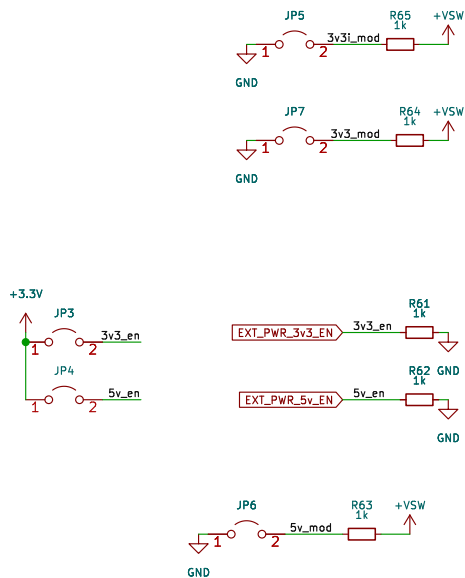 JP5
R65
1k
+VSW
3v3i_mod
1
2
GND
JP7
R64
1k
+VSW
3v3_mod
1
2
GND
+3.3V
JP3
3v3_en
1
2
JP4
5v_en
1
2
R61
1k
3v3_en
EXT_PWR_3v3_EN
GND
R62
1k
5v_en
EXT_PWR_5v_EN
GND
JP6
R63
1k
+VSW
5v_mod
1
2
GND